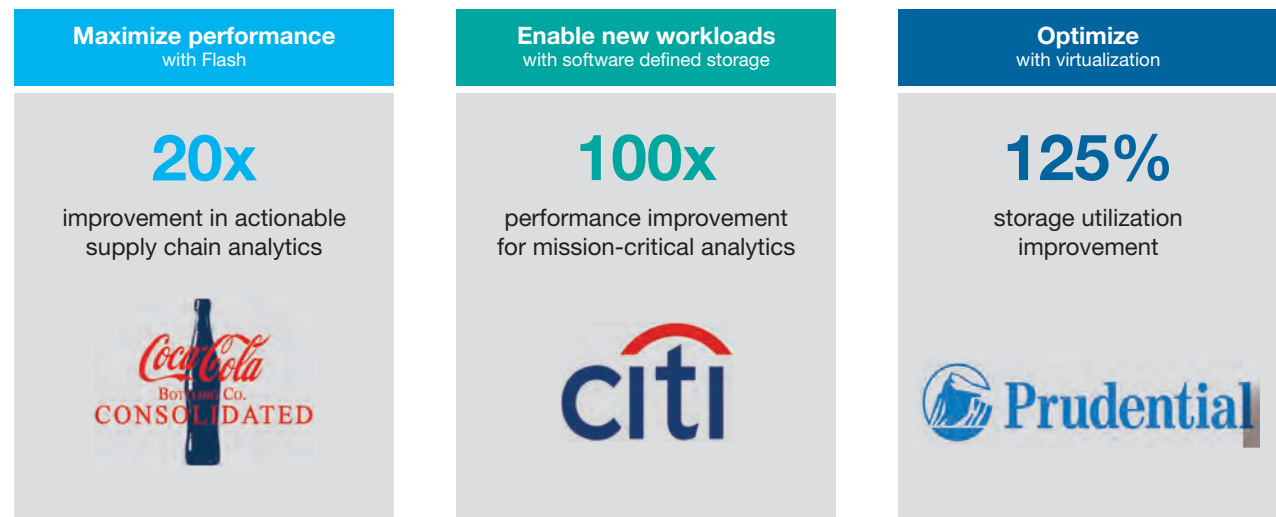 Maximize performance
with Flash
20x
improvement in actionable
supply chain analytics
Coca-Cola
BOTTLING CO.
CONSOLIDATED
Enable new workloads
with software defined storage
100x
performance improvement
for mission-critical analytics
citi
Optimize
with virtualization
125%
storage utilization
improvement
Prudential